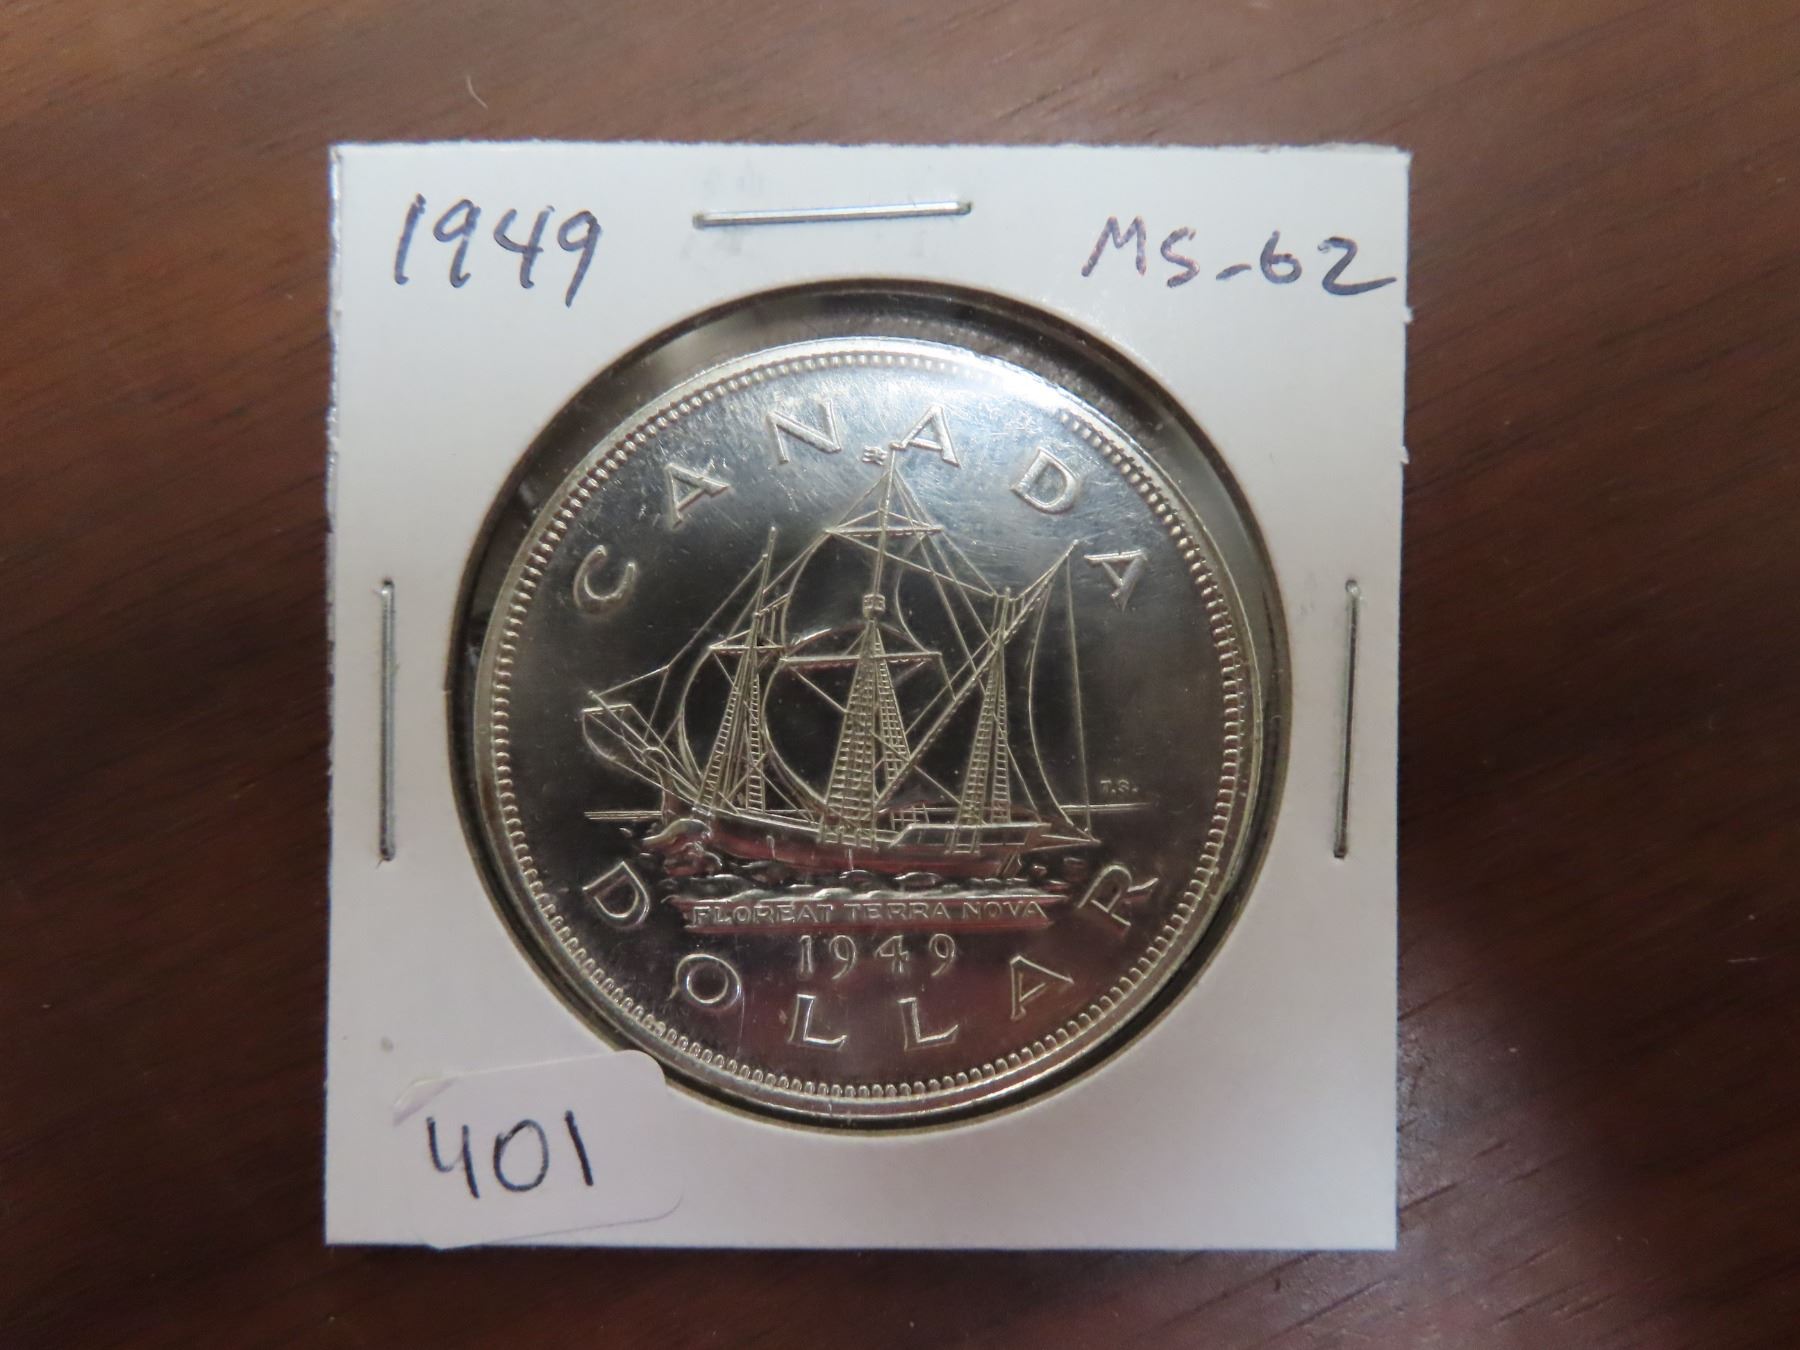 1949
MS-62
CANADA
T.S.
FLOREAT TERRA NOVA
1949
DOLLAR
401